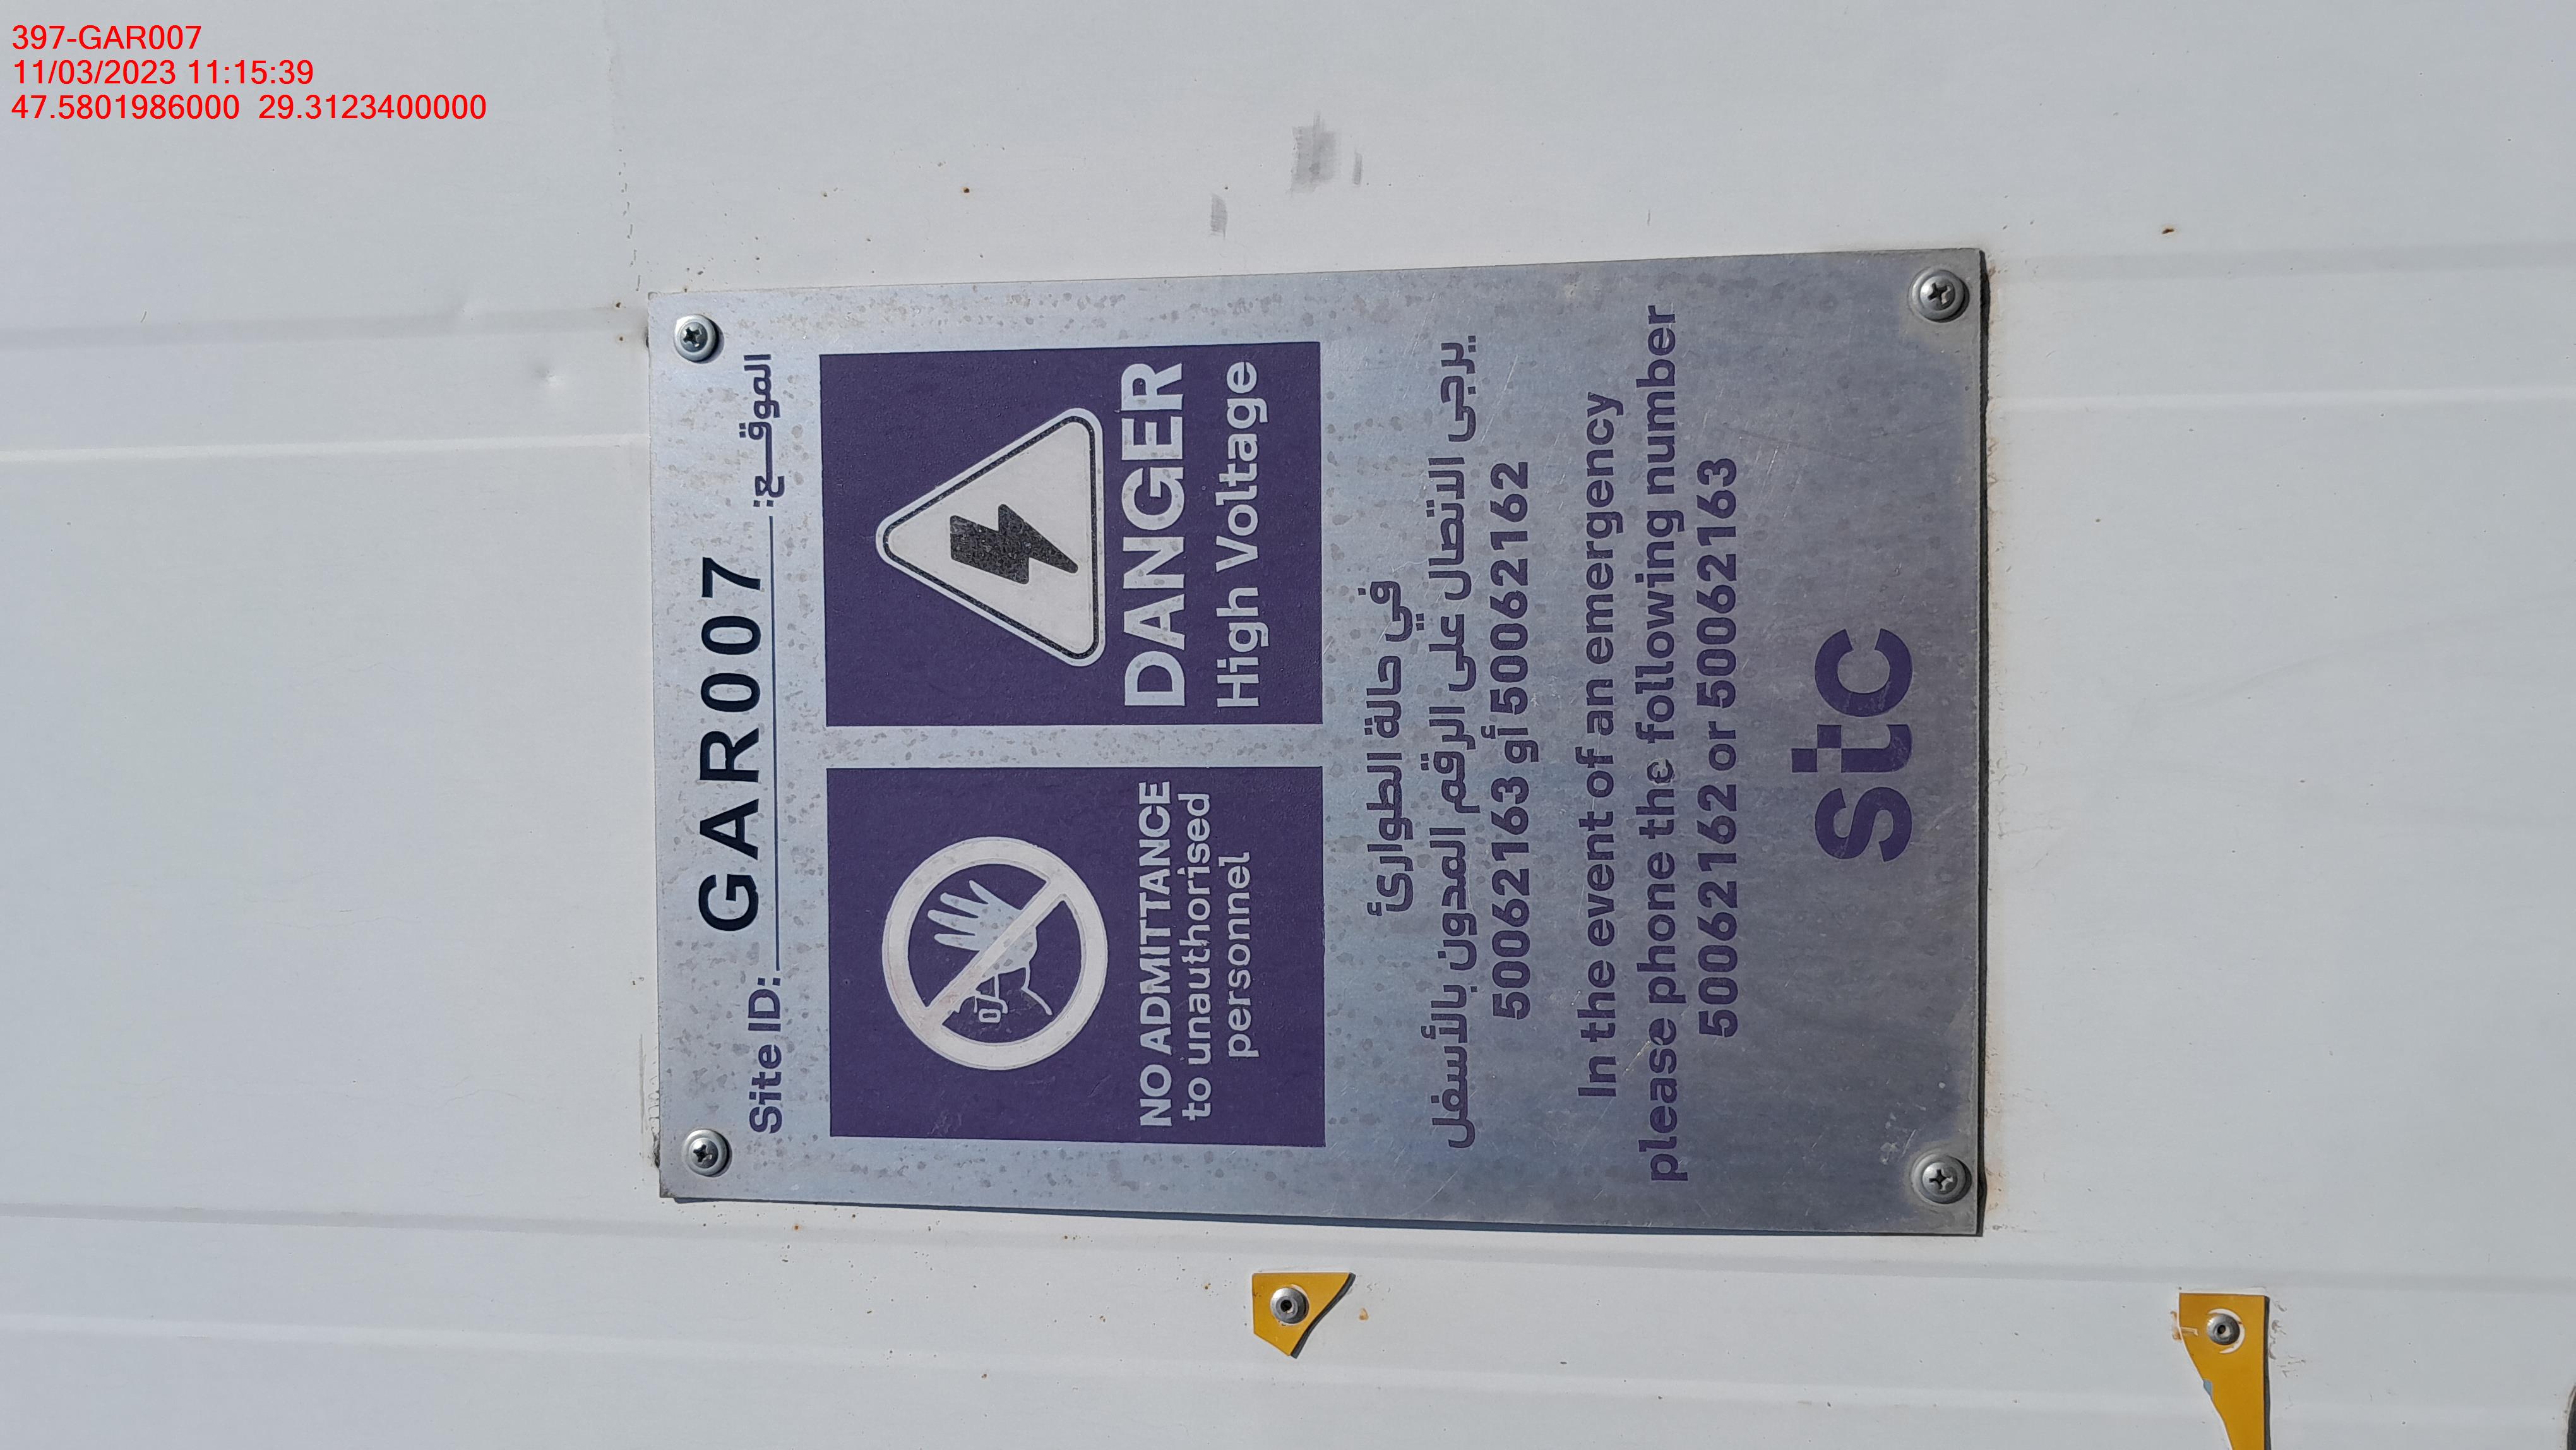 397-GAR007
11/03/2023 11:15:39
47.5801986000 29.3123400000
Site ID: GAR007 الموقـــع:
NO ADMITTANCE
to unauthorised
personnel
DANGER
High Voltage
في حالة الطوارئ
يرجى الاتصال على الرقم المدون بالأسفل
50062163 أو 50062162
In the event of an emergency
please phone the following number
50062162 or 50062163
stc